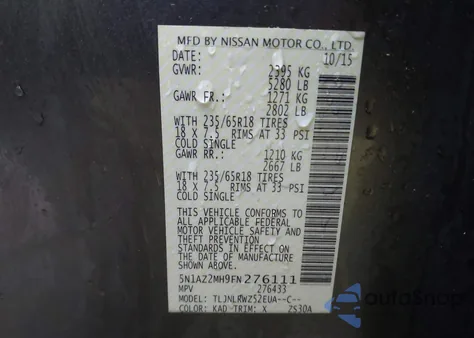 MFD BY NISSAN MOTOR CO., LTD.
DATE: 10/15
GVWR: 2395 KG
5280 LB
GAWR FR.: 1271 KG
2802 LB
WITH 235/65R18 TIRES
18 X 7.5 RIMS AT 33 PSI
COLD SINGLE
GAWR RR.: 1210 KG
2667 LB
WITH 235/65R18 TIRES
18 X 7.5 RIMS AT 33 PSI
COLD SINGLE
THIS VEHICLE CONFORMS TO
ALL APPLICABLE FEDERAL
MOTOR VEHICLE SAFETY AND
THEFT PREVENTION
STANDARDS IN EFFECT ON
THE DATE OF MANUFACTURE
SHOWN ABOVE.
5N1AZ2MH9FN276111
MPV 276433
MODEL: TLJNLRWZS2EUA--C--
COLOR: KAD TRIM: X ZS30A
autoSnap